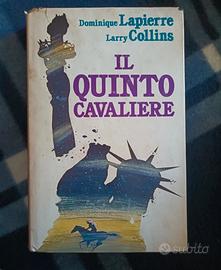 Dominique Lapierre
Larry Collins
IL
QUINTO
CAVALIERE
subito